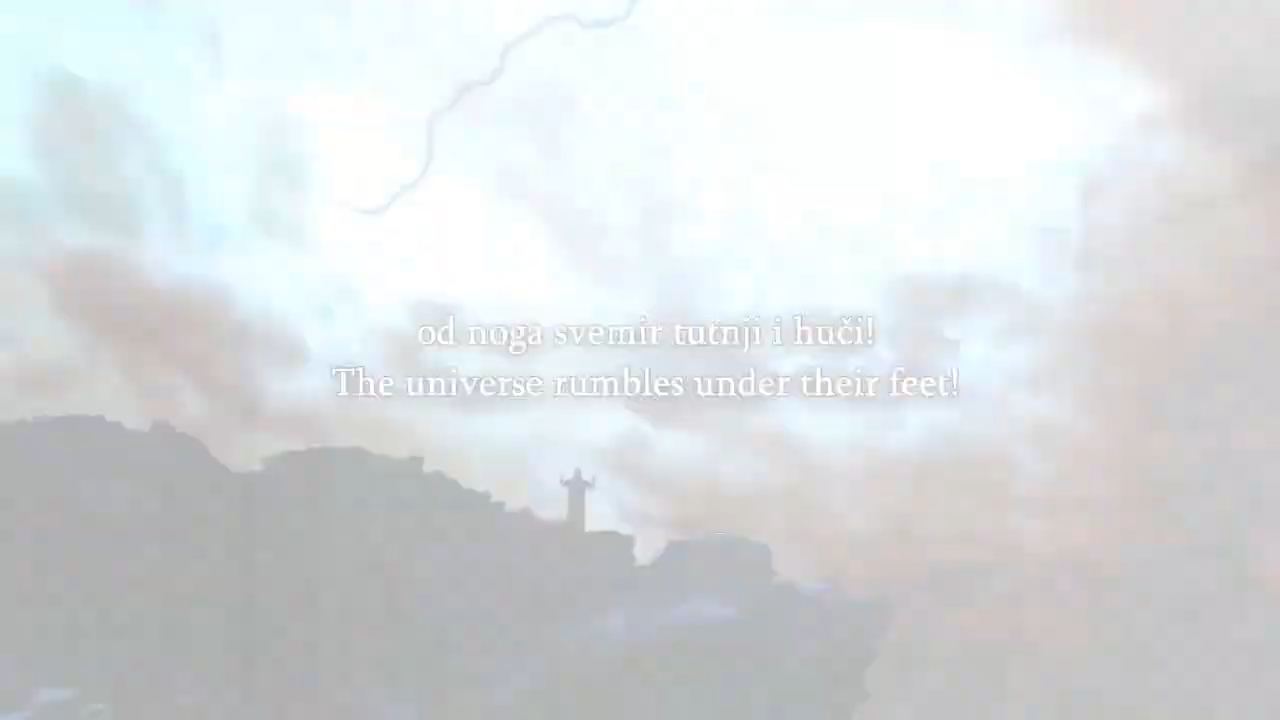 od noga svemir tutnji i huči!
The universe rumbles under their feet!